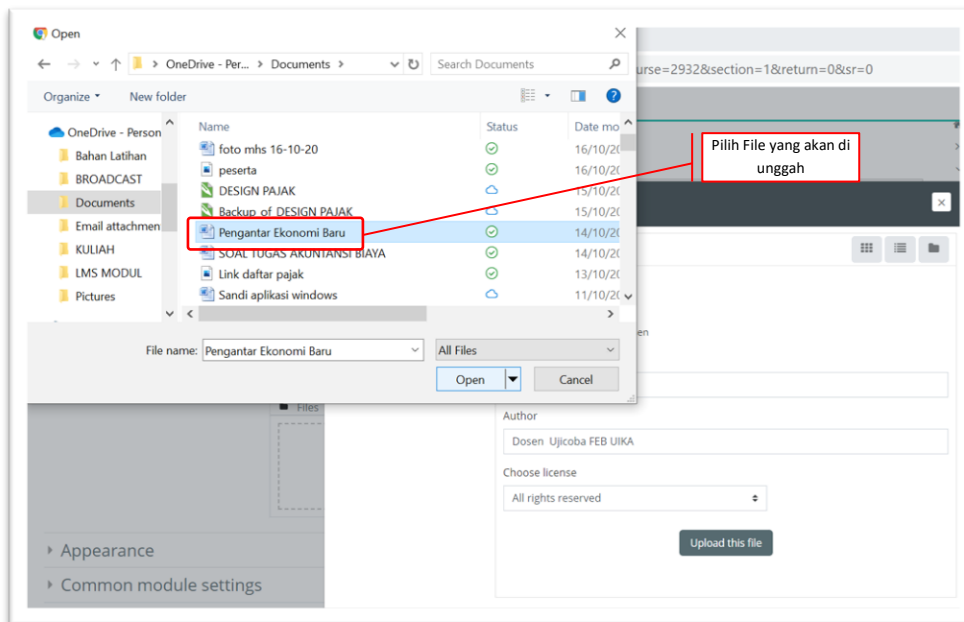 Open
OneDrive - Per... > Documents >
Search Documents
urse=2932&section=1&return=0&sr=0
Organize
New folder
Name
Status
Date mo
OneDrive - Person
Bahan Latihan
BROADCAST
Documents
Email attachmen
KULIAH
LMS MODUL
Pictures
foto mhs 16-10-20
16/10/20
peserta
16/10/20
DESIGN PAJAK
15/10/20
Backup_of_DESIGN PAJAK
15/10/20
Pengantar Ekonomi Baru
14/10/20
SOAL TUGAS AKUNTANSI BIAYA
14/10/20
Link daftar pajak
13/10/20
Sandi aplikasi windows
11/10/20
Pilih File yang akan di
unggah
File name:
Pengantar Ekonomi Baru
All Files
Open
Cancel
en
Files
Author
Dosen Ujicoba FEB UIKA
Choose license
All rights reserved
Upload this file
Appearance
Common module settings